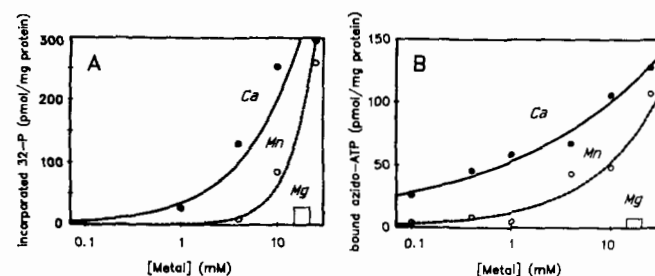 A
incorporated 32-P (pmol/mg protein)
300
200
100
0
Ca
Mn
Mg
0.1
1
10
[Metal] (mM)
B
bound azido-ATP (pmol/mg protein)
150
100
50
0
Ca
Mn
Mg
0.1
1
10
[Metal] (mM)